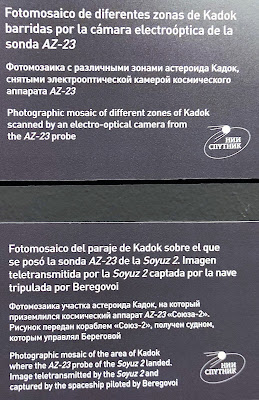 Fotomosaico de diferentes zonas de Kadok
barridas por la cámara electroóptica de la
sonda AZ-23
Фотомозаика с различными зонами астероида Кадок,
снятыми электрооптической камерой космического
аппарата AZ-23
Photographic mosaic of different zones of Kadok
scanned by an electro-optical camera from
the AZ-23 probe
НИИ
СПУТНИК
Fotomosaico del paraje de Kadok sobre el que
se posó la sonda AZ-23 de la Soyuz 2. Imagen
teletransmitida por la Soyuz 2 captada por la nave
tripulada por Beregovoi
Фотомозаика участка астероида Кадок, на который
приземлился космический аппарат AZ-23 «Союза-2».
Рисунок передан кораблем «Союз-2», получен судном,
которым управлял Береговой
Photographic mosaic of the area of Kadok
where the AZ-23 probe of the Soyuz 2 landed.
Image teletransmitted by the Soyuz 2 and
captured by the spaceship piloted by Beregovoi
НИИ
СПУТНИК